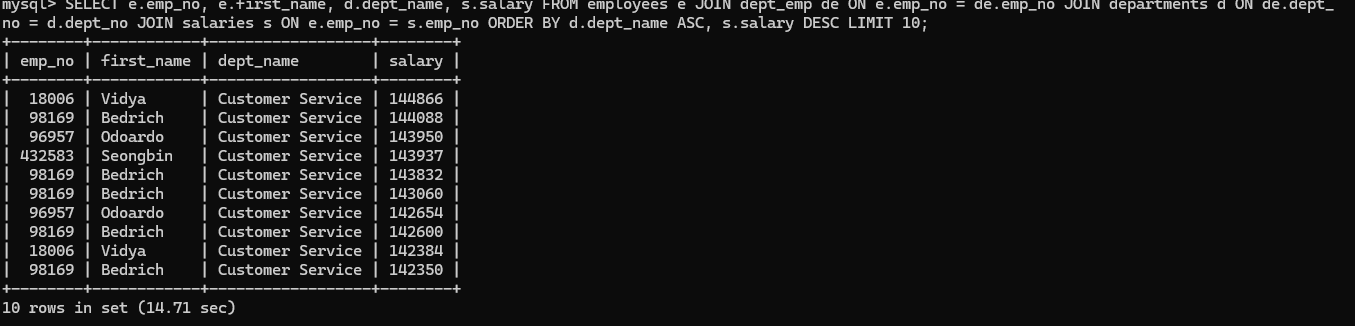 mysql> SELECT e.emp_no, e.first_name, d.dept_name, s.salary FROM employees e JOIN dept_emp de ON e.emp_no = de.emp_no JOIN departments d ON de.dept_
no = d.dept_no JOIN salaries s ON e.emp_no = s.emp_no ORDER BY d.dept_name ASC, s.salary DESC LIMIT 10;
+--------+------------+------------------+--------+
| emp_no | first_name | dept_name        | salary |
+--------+------------+------------------+--------+
|  18006 | Vidya      | Customer Service | 144866 |
|  98169 | Bedrich    | Customer Service | 144088 |
|  96957 | Odoardo    | Customer Service | 143950 |
| 432583 | Seongbin   | Customer Service | 143937 |
|  98169 | Bedrich    | Customer Service | 143832 |
|  98169 | Bedrich    | Customer Service | 143060 |
|  96957 | Odoardo    | Customer Service | 142654 |
|  98169 | Bedrich    | Customer Service | 142600 |
|  18006 | Vidya      | Customer Service | 142384 |
|  98169 | Bedrich    | Customer Service | 142350 |
+--------+------------+------------------+--------+
10 rows in set (14.71 sec)